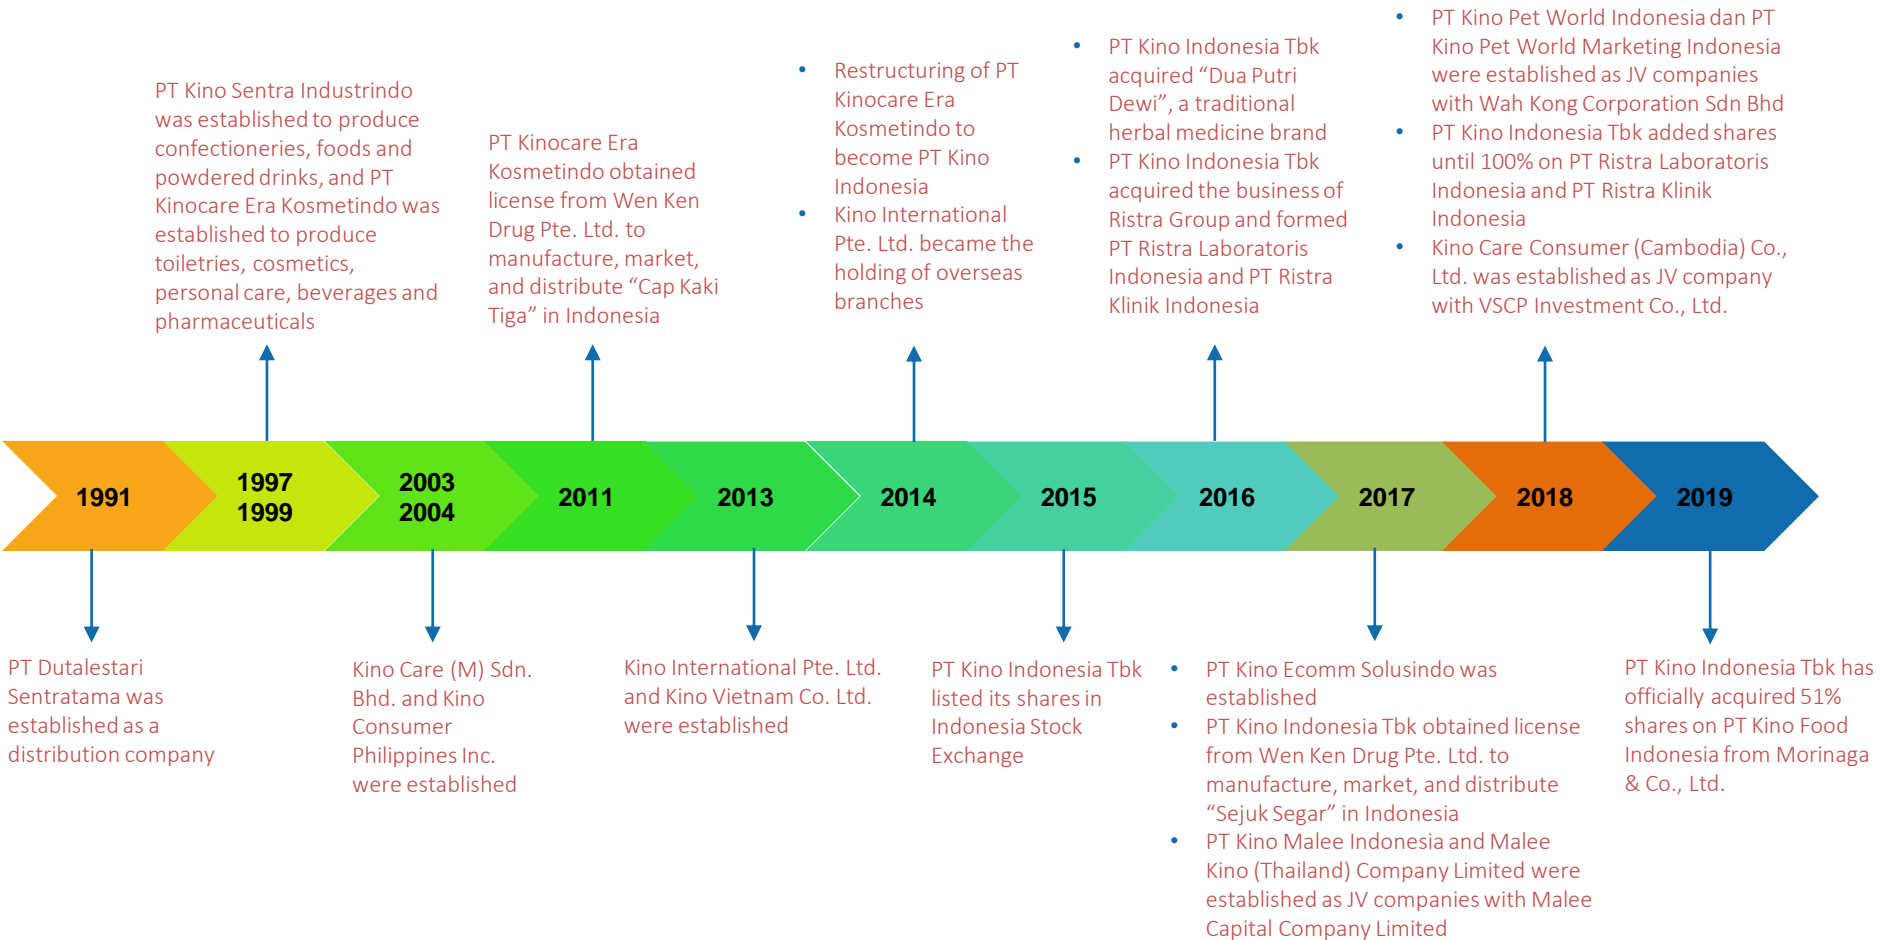 PT Kino Sentra Industrindo
was established to produce
confectioneries, foods and
powdered drinks, and PT
Kinocare Era Kosmetindo was
established to produce
toiletries, cosmetics,
personal care, beverages and
pharmaceuticals
PT Kinocare Era
Kosmetindo obtained
license from Wen Ken
Drug Pte. Ltd. to
manufacture, market,
and distribute “Cap Kaki
Tiga” in Indonesia
• Restructuring of PT
Kinocare Era
Kosmetindo to
become PT Kino
Indonesia
• Kino International
Pte. Ltd. became the
holding of overseas
branches
• PT Kino Indonesia Tbk
acquired “Dua Putri
Dewi”, a traditional
herbal medicine brand
• PT Kino Indonesia Tbk
acquired the business of
Ristra Group and formed
PT Ristra Laboratoris
Indonesia and PT Ristra
Klinik Indonesia
• PT Kino Pet World Indonesia dan PT
Kino Pet World Marketing Indonesia
were established as JV companies
with Wah Kong Corporation Sdn Bhd
• PT Kino Indonesia Tbk added shares
until 100% on PT Ristra Laboratoris
Indonesia and PT Ristra Klinik
Indonesia
• Kino Care Consumer (Cambodia) Co.,
Ltd. was established as JV company
with VSCP Investment Co., Ltd.
1991
1997
1999
2003
2004
2011
2013
2014
2015
2016
2017
2018
2019
PT Dutalestari
Sentratama was
established as a
distribution company
Kino Care (M) Sdn.
Bhd. and Kino
Consumer
Philippines Inc.
were established
Kino International Pte. Ltd.
and Kino Vietnam Co. Ltd.
were established
PT Kino Indonesia Tbk
listed its shares in
Indonesia Stock
Exchange
• PT Kino Ecomm Solusindo was
established
• PT Kino Indonesia Tbk obtained license
from Wen Ken Drug Pte. Ltd. to
manufacture, market, and distribute
“Sejuk Segar” in Indonesia
• PT Kino Malee Indonesia and Malee
Kino (Thailand) Company Limited were
established as JV companies with Malee
Capital Company Limited
PT Kino Indonesia Tbk has
officially acquired 51%
shares on PT Kino Food
Indonesia from Morinaga
& Co., Ltd.